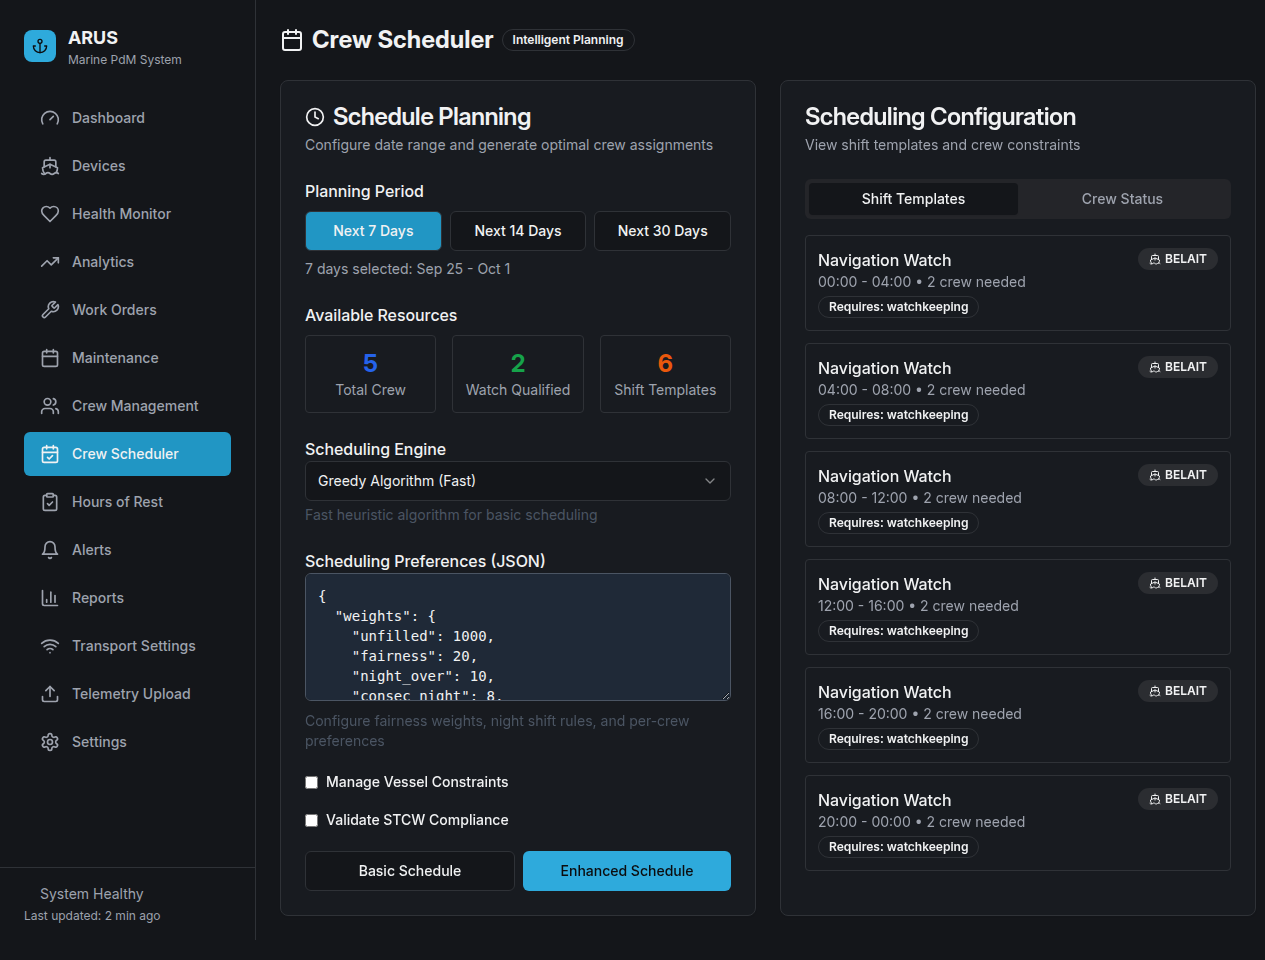 ARUS
Marine PdM System
Dashboard
Devices
Health Monitor
Analytics
Work Orders
Maintenance
Crew Management
Crew Scheduler
Hours of Rest
Alerts
Reports
Transport Settings
Telemetry Upload
Settings
System Healthy
Last updated: 2 min ago
Crew Scheduler
Intelligent Planning
Schedule Planning
Configure date range and generate optimal crew assignments
Planning Period
Next 7 Days
Next 14 Days
Next 30 Days
7 days selected: Sep 25 - Oct 1
Available Resources
5
Total Crew
2
Watch Qualified
6
Shift Templates
Scheduling Engine
Greedy Algorithm (Fast)
Fast heuristic algorithm for basic scheduling
Scheduling Preferences (JSON)
{
"weights": {
"unfilled": 1000,
"fairness": 20,
"night_over": 10,
"consec_night": 8,
Configure fairness weights, night shift rules, and per-crew
preferences
Manage Vessel Constraints
Validate STCW Compliance
Basic Schedule
Enhanced Schedule
Scheduling Configuration
View shift templates and crew constraints
Shift Templates
Crew Status
Navigation Watch
BELAIT
00:00 - 04:00 • 2 crew needed
Requires: watchkeeping
Navigation Watch
BELAIT
04:00 - 08:00 • 2 crew needed
Requires: watchkeeping
Navigation Watch
BELAIT
08:00 - 12:00 • 2 crew needed
Requires: watchkeeping
Navigation Watch
BELAIT
12:00 - 16:00 • 2 crew needed
Requires: watchkeeping
Navigation Watch
BELAIT
16:00 - 20:00 • 2 crew needed
Requires: watchkeeping
Navigation Watch
BELAIT
20:00 - 00:00 • 2 crew needed
Requires: watchkeeping